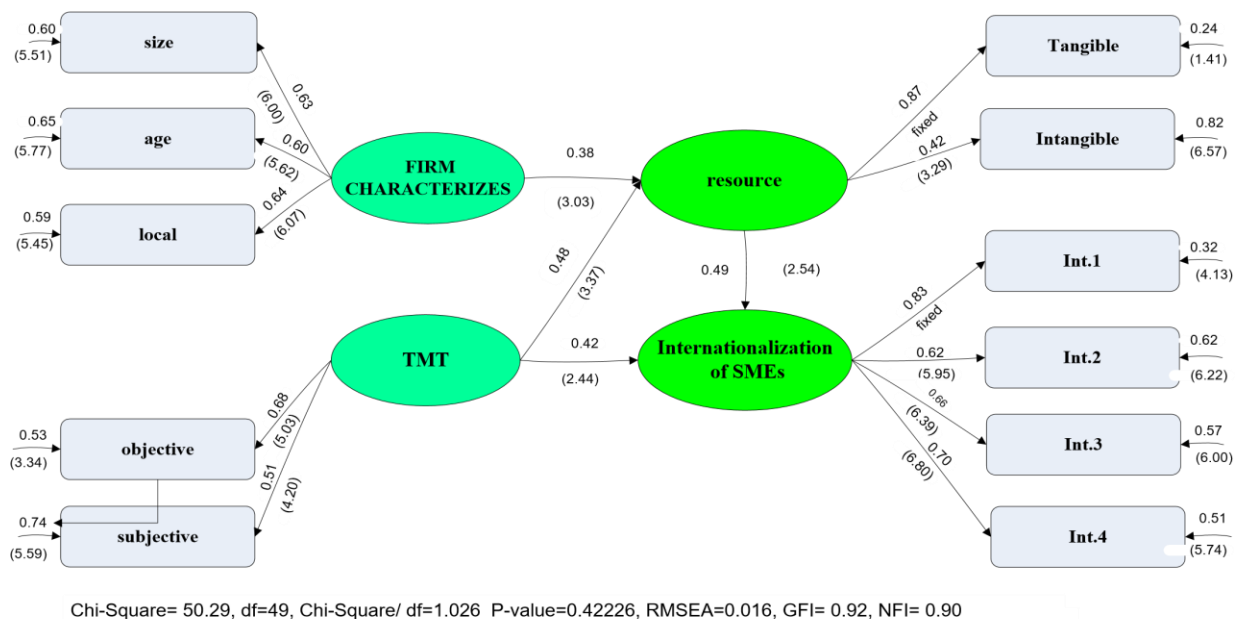 0.60
(5.51)
size
0.63
(6.00)
0.65
(5.77)
age
0.60
(5.62)
0.59
(5.45)
local
0.64
(6.07)
FIRM
CHARACTERIZES
0.38
(3.03)
resource
0.87
fixed
Tangible
0.24
(1.41)
0.42
(3.29)
Intangible
0.82
(6.57)
0.48
(3.37)
0.49
(2.54)
TMT
0.42
(2.44)
Internationalization
of SMEs
0.83
fixed
Int.1
0.32
(4.13)
0.62
(5.95)
Int.2
0.62
(6.22)
0.66
(6.39)
Int.3
0.57
(6.00)
0.70
(6.80)
Int.4
0.51
(5.74)
0.53
(3.34)
objective
0.68
(5.03)
0.74
(5.59)
subjective
0.51
(4.20)
Chi-Square= 50.29, df=49, Chi-Square/ df=1.026 P-value=0.42226, RMSEA=0.016, GFI= 0.92, NFI= 0.90